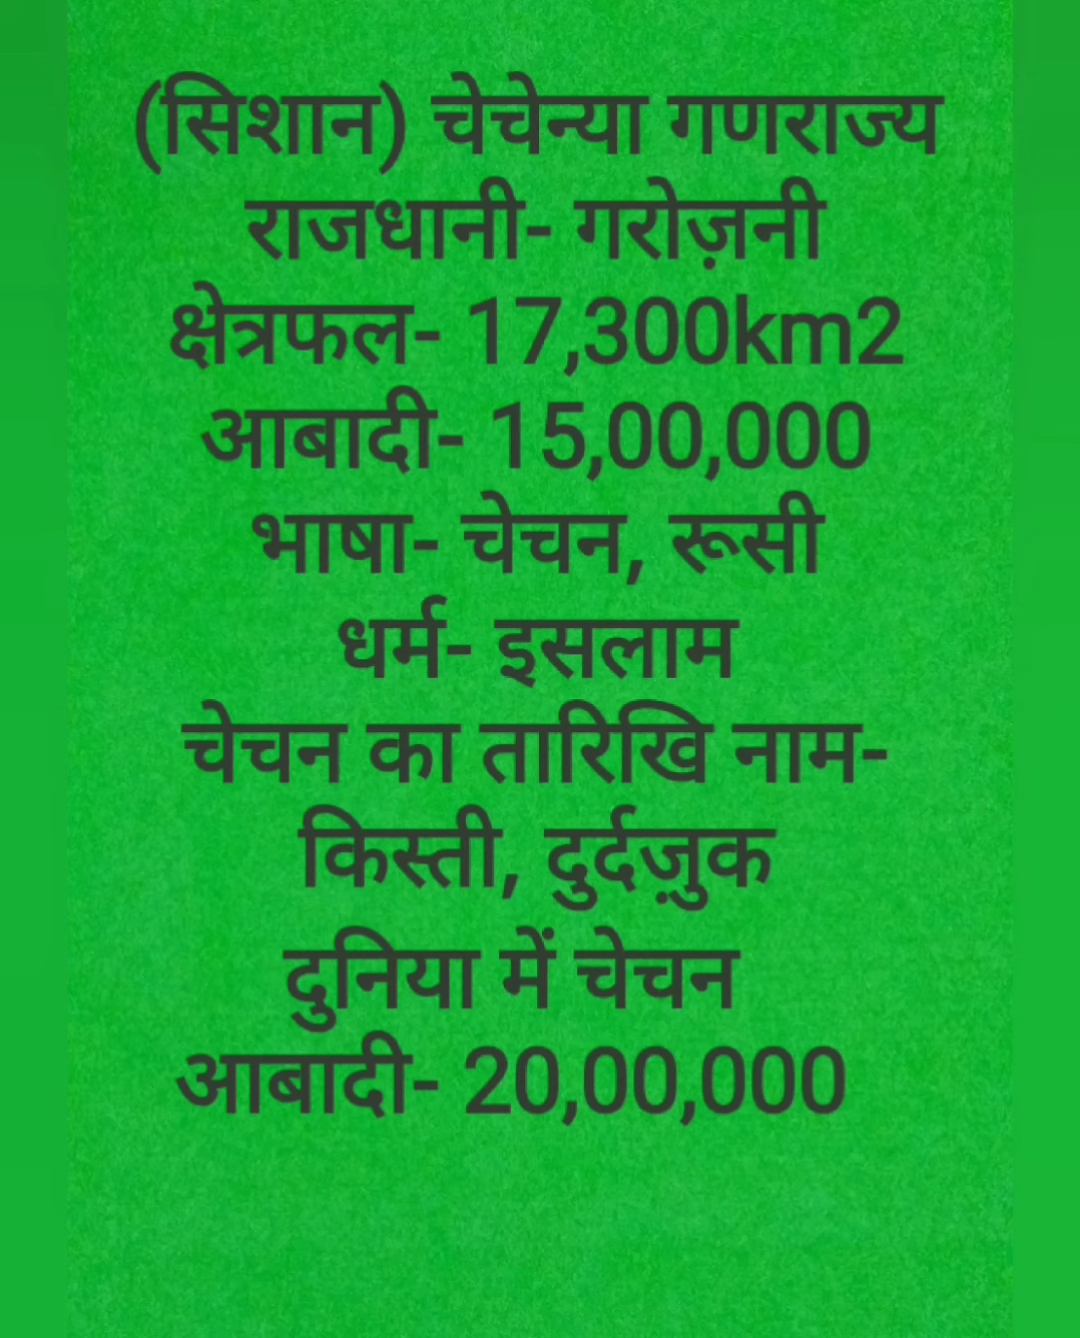 (सिशान) चेचेन्या गणराज्य
राजधानी- गरोज़नी
क्षेत्रफल- 17,300km2
आबादी- 15,00,000
भाषा- चेचन, रूसी
धर्म- इसलाम
चेचन का तारिखि नाम-
किस्ती, दुर्दज़ुक
दुनिया में चेचन
आबादी- 20,00,000